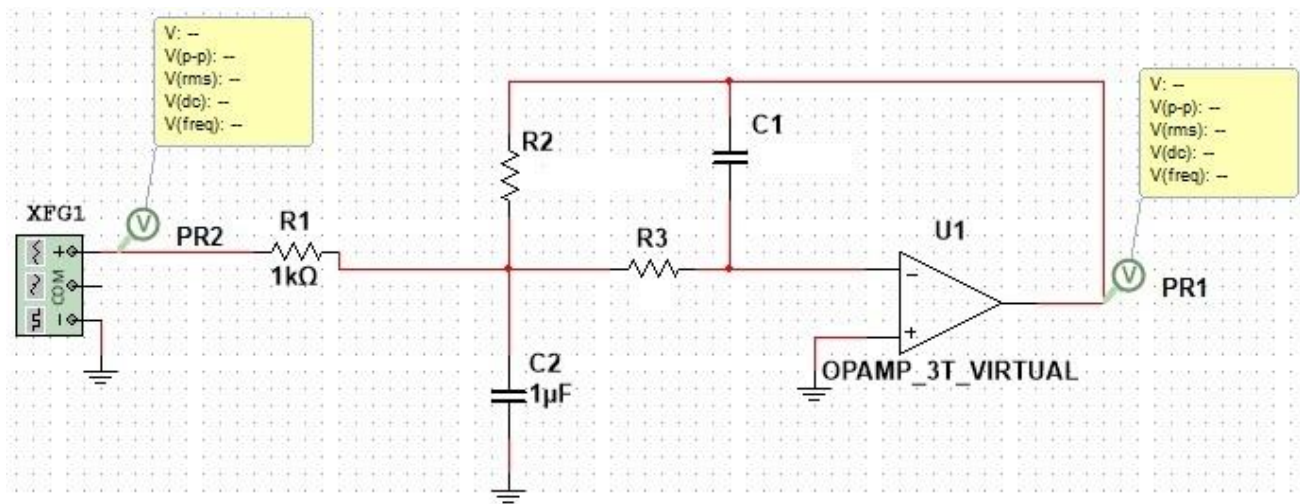 V: --
V(p-p): --
V(rms): --
V(dc): --
V(freq): --
XFG1
COM
V
PR2
R1
1kΩ
R2
C1
R3
C2
1µF
U1
OPAMP_3T_VIRTUAL
V: --
V(p-p): --
V(rms): --
V(dc): --
V(freq): --
V
PR1